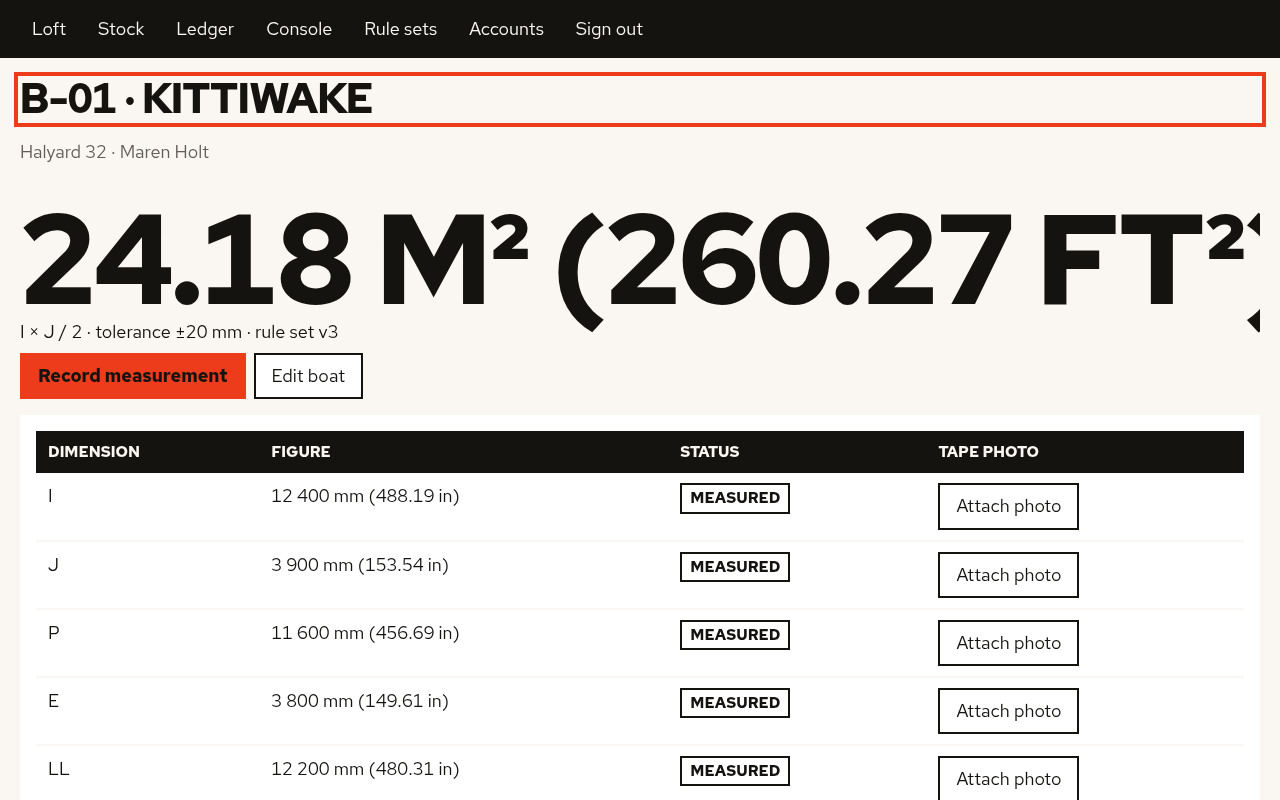 Loft Stock Ledger Console Rule sets Accounts Sign out
B-01 · KITTIWAKE
Halyard 32 · Maren Holt
24.18 M² (260.27 FT²)
I × J / 2 · tolerance ±20 mm · rule set v3
Record measurement Edit boat
DIMENSION FIGURE STATUS TAPE PHOTO
I 12 400 mm (488.19 in) MEASURED Attach photo
J 3 900 mm (153.54 in) MEASURED Attach photo
P 11 600 mm (456.69 in) MEASURED Attach photo
E 3 800 mm (149.61 in) MEASURED Attach photo
LL 12 200 mm (480.31 in) MEASURED Attach photo